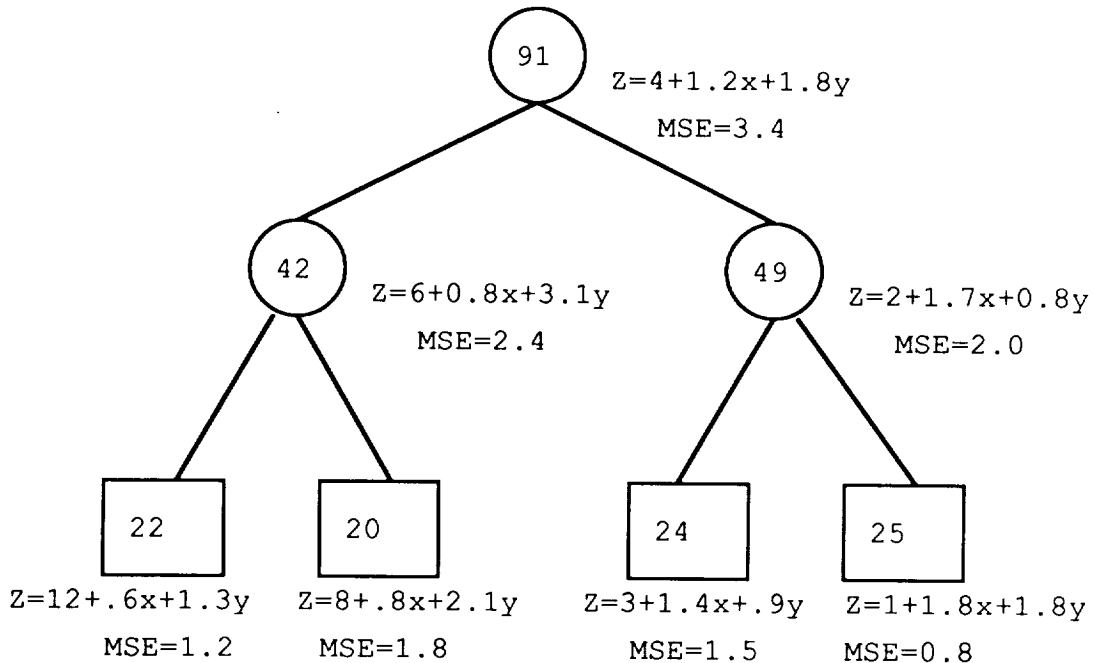 91
Z=4+1.2x+1.8y
MSE=3.4
42
Z=6+0.8x+3.1y
MSE=2.4
49
Z=2+1.7x+0.8y
MSE=2.0
22
Z=12+.6x+1.3y
MSE=1.2
20
Z=8+.8x+2.1y
MSE=1.8
24
Z=3+1.4x+.9y
MSE=1.5
25
Z=1+1.8x+1.8y
MSE=0.8